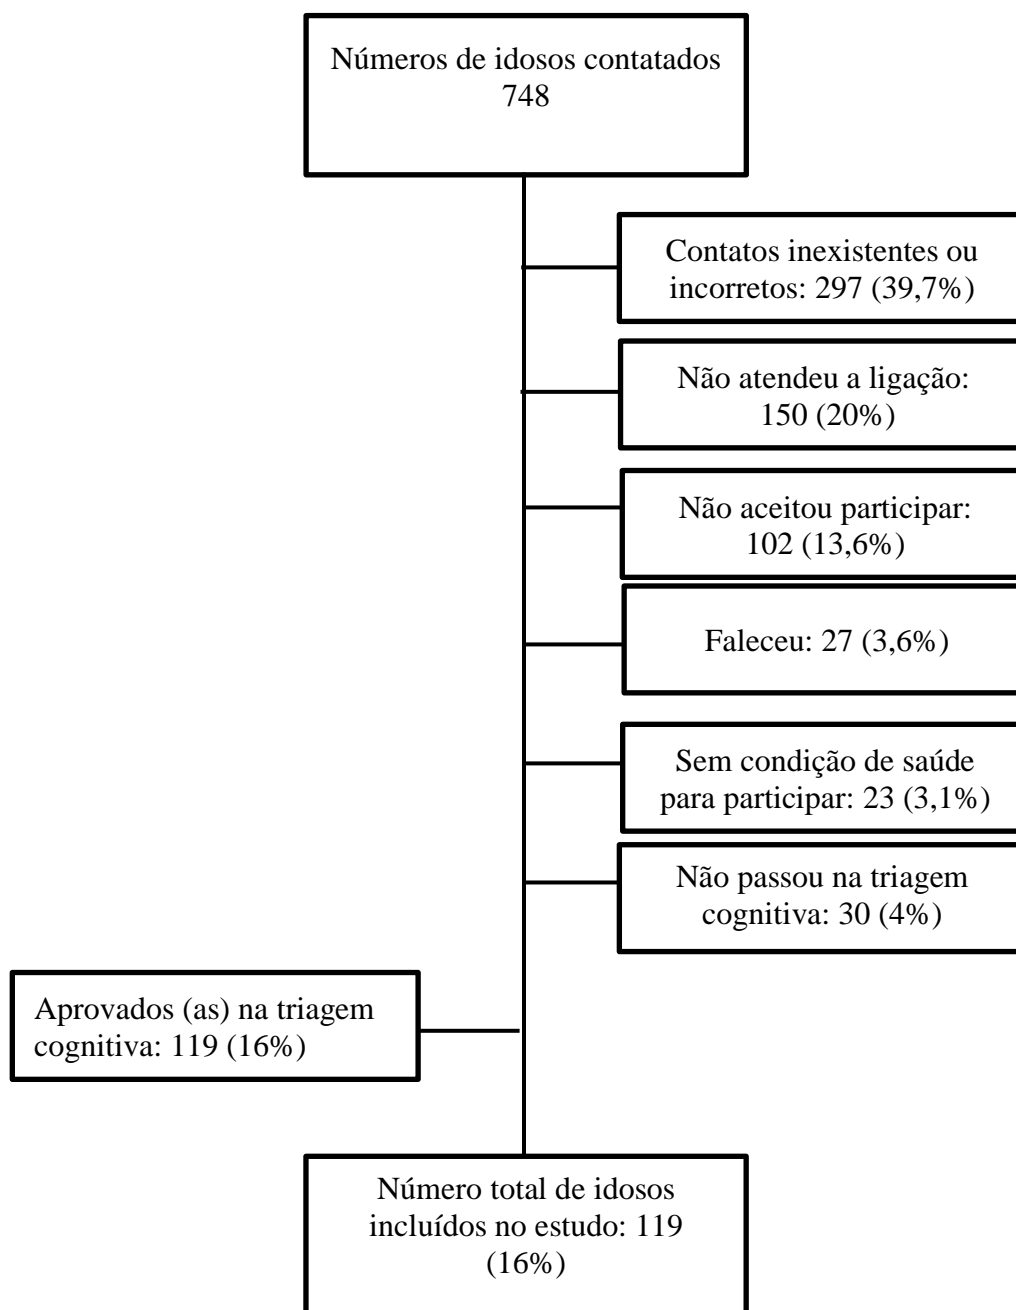 Números de idosos contatados
748
Contatos inexistentes ou
incorretos: 297 (39,7%)
Não atendeu a ligação:
150 (20%)
Não aceitou participar:
102 (13,6%)
Faleceu: 27 (3,6%)
Sem condição de saúde
para participar: 23 (3,1%)
Não passou na triagem
cognitiva: 30 (4%)
Aprovados (as) na triagem
cognitiva: 119 (16%)
Número total de idosos
incluídos no estudo: 119
(16%)